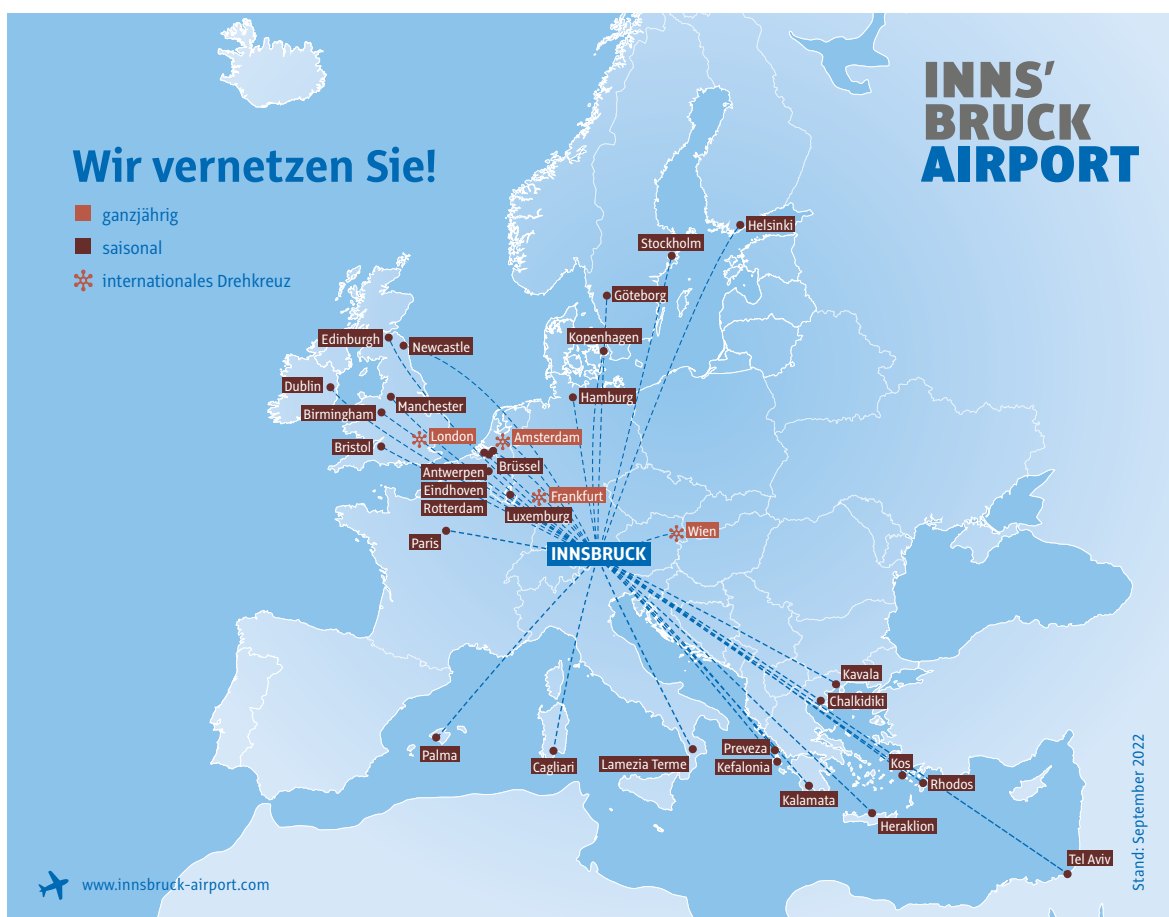 INNS'
BRUCK
AIRPORT
Wir vernetzen Sie!
ganzjährig
saisonal
internationales Drehkreuz
Helsinki
Stockholm
Göteborg
Kopenhagen
Edinburgh
Newcastle
Dublin
Hamburg
Manchester
Birmingham
London
Amsterdam
Bristol
Brüssel
Antwerpen
Eindhoven
Frankfurt
Rotterdam
Luxemburg
Wien
Paris
INNSBRUCK
Kavala
Chalkidiki
Palma
Cagliari
Lamezia Terme
Preveza
Kefalonia
Kos
Rhodos
Kalamata
Heraklion
Tel Aviv
Stand: September 2022
www.innsbruck-airport.com